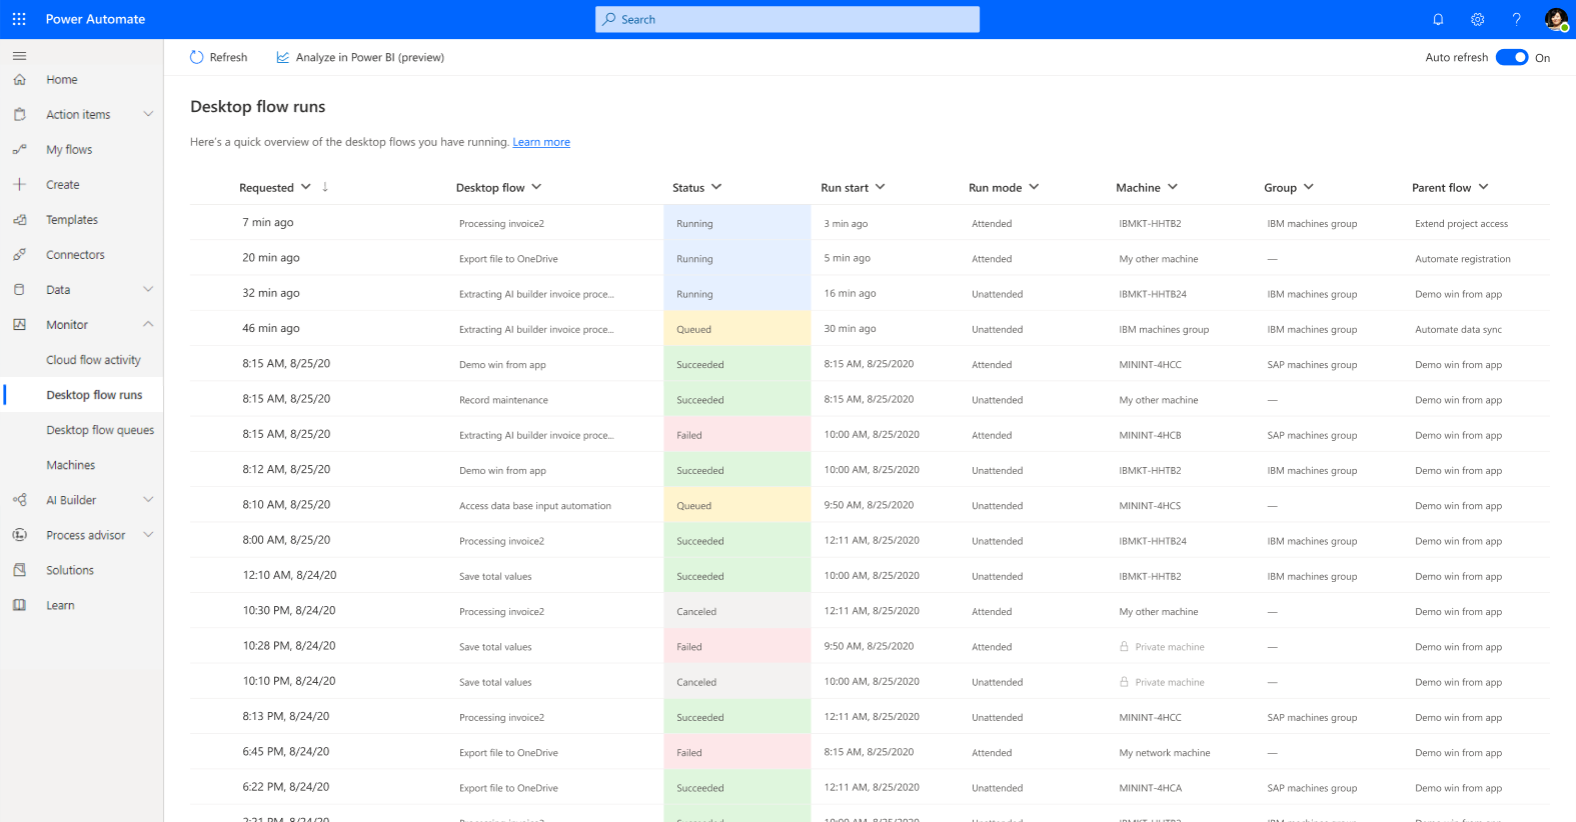 Power Automate
Search
Refresh
Analyze in Power BI (preview)
Auto refresh
On
Home
Action items
My flows
Create
Templates
Connectors
Data
Monitor
Cloud flow activity
Desktop flow runs
Desktop flow queues
Machines
AI Builder
Process advisor
Solutions
Learn
Desktop flow runs
Here's a quick overview of the desktop flows you have running. Learn more
Requested Desktop flow Status Run start Run mode Machine Group Parent flow
7 min ago Processing invoice2 Running 3 min ago Attended IBMKT-HHTB2 IBM machines group Extend project access
20 min ago Export file to OneDrive Running 5 min ago Attended My other machine — Automate registration
32 min ago Extracting AI builder invoice proce... Running 16 min ago Unattended IBMKT-HHTB24 IBM machines group Demo win from app
46 min ago Extracting AI builder invoice proce... Queued 30 min ago Unattended IBM machines group IBM machines group Automate data sync
8:15 AM, 8/25/20 Demo win from app Succeeded 8:15 AM, 8/25/2020 Attended MININT-4HCC SAP machines group Demo win from app
8:15 AM, 8/25/20 Record maintenance Succeeded 8:15 AM, 8/25/2020 Unattended My other machine — Demo win from app
8:15 AM, 8/25/20 Extracting AI builder invoice proce... Failed 10:00 AM, 8/25/2020 Attended MININT-4HCB SAP machines group Demo win from app
8:12 AM, 8/25/20 Demo win from app Succeeded 10:00 AM, 8/25/2020 Unattended IBMKT-HHTB2 IBM machines group Demo win from app
8:10 AM, 8/25/20 Access data base input automation Queued 9:50 AM, 8/25/2020 Unattended MININT-4HCS — Demo win from app
8:00 AM, 8/25/20 Processing invoice2 Succeeded 12:11 AM, 8/25/2020 Unattended IBMKT-HHTB24 IBM machines group Demo win from app
12:10 AM, 8/24/20 Save total values Succeeded 10:00 AM, 8/25/2020 Unattended IBMKT-HHTB2 IBM machines group Demo win from app
10:30 PM, 8/24/20 Processing invoice2 Canceled 12:11 AM, 8/25/2020 Attended My other machine — Demo win from app
10:28 PM, 8/24/20 Save total values Failed 9:50 AM, 8/25/2020 Attended Private machine — Demo win from app
10:10 PM, 8/24/20 Save total values Canceled 10:00 AM, 8/25/2020 Unattended Private machine — Demo win from app
8:13 PM, 8/24/20 Processing invoice2 Succeeded 12:11 AM, 8/25/2020 Unattended MININT-4HCC SAP machines group Demo win from app
6:45 PM, 8/24/20 Export file to OneDrive Failed 8:15 AM, 8/25/2020 Attended My network machine — Demo win from app
6:22 PM, 8/24/20 Export file to OneDrive Succeeded 12:11 AM, 8/25/2020 Unattended MININT-4HCA SAP machines group Demo win from app